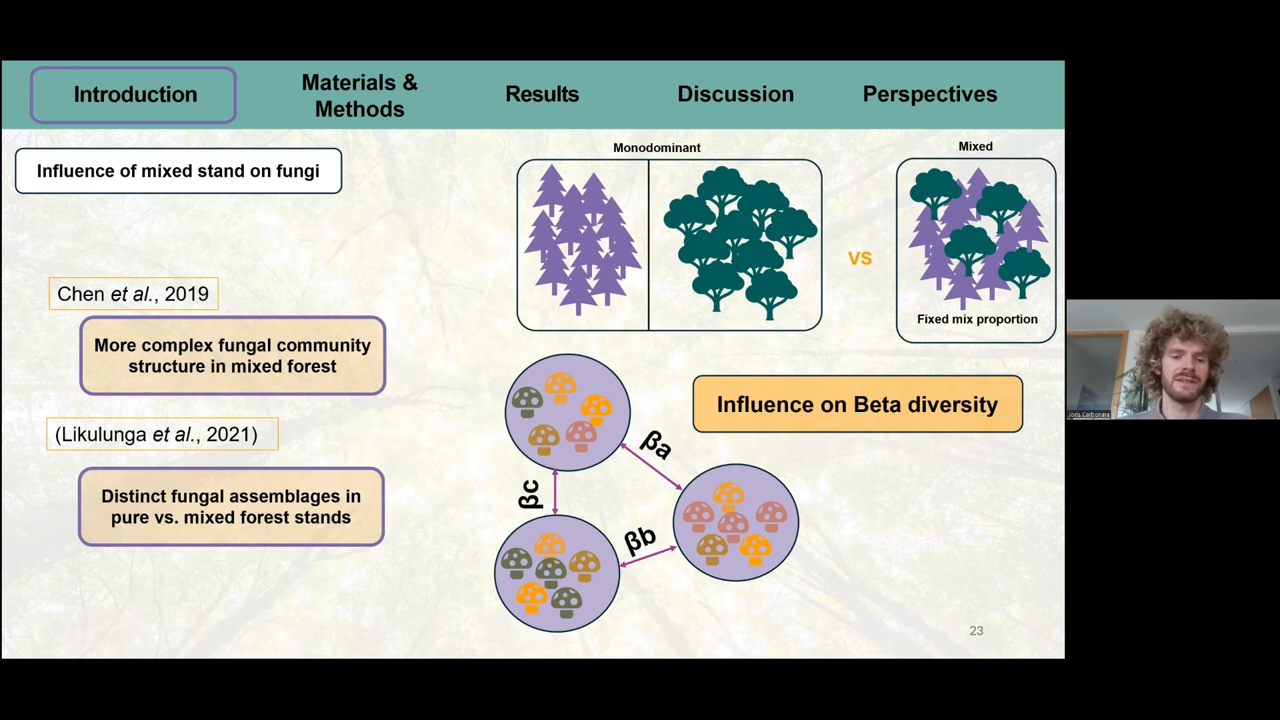 Introduction
Materials &
Methods
Results
Discussion
Perspectives
Influence of mixed stand on fungi
Monodominant
Mixed
vs
Fixed mix proportion
Chen et al., 2019
More complex fungal community
structure in mixed forest
(Likulunga et al., 2021)
Distinct fungal assemblages in
pure vs. mixed forest stands
Influence on Beta diversity
βa
βc
βb
23
Joris Carbonare